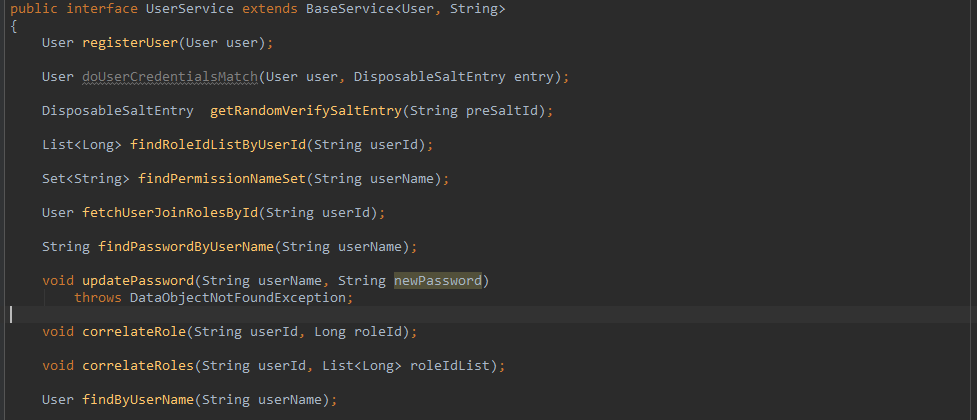 public interface UserService extends BaseService<User, String>
{
    User registerUser(User user);
    User doUserCredentialsMatch(User user, DisposableSaltEntry entry);
    DisposableSaltEntry  getRandomVerifySaltEntry(String preSaltId);
    List<Long> findRoleIdListByUserId(String userId);
    Set<String> findPermissionNameSet(String userName);
    User fetchUserJoinRolesById(String userId);
    String findPasswordByUserName(String userName);
    void updatePassword(String userName, String newPassword)
        throws DataObjectNotFoundException;
    void correlateRole(String userId, Long roleId);
    void correlateRoles(String userId, List<Long> roleIdList);
    User findByUserName(String userName);